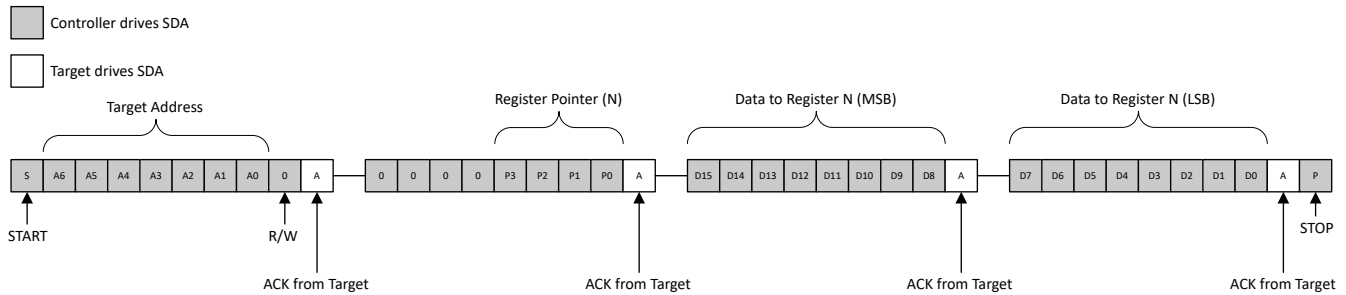 Controller drives SDA
Target drives SDA
Target Address
Register Pointer (N)
Data to Register N (MSB)
Data to Register N (LSB)
S A6 A5 A4 A3 A2 A1 A0 0 A 0 0 0 0 P3 P2 P1 P0 A D15 D14 D13 D12 D11 D10 D9 D8 A D7 D6 D5 D4 D3 D2 D1 D0 A P
START
R/W
STOP
ACK from Target
ACK from Target
ACK from Target
ACK from Target